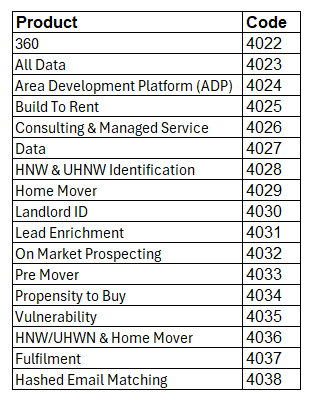 Product Code
360 4022
All Data 4023
Area Development Platform (ADP) 4024
Build To Rent 4025
Consulting & Managed Service 4026
Data 4027
HNW & UHNW Identification 4028
Home Mover 4029
Landlord ID 4030
Lead Enrichment 4031
On Market Prospecting 4032
Pre Mover 4033
Propensity to Buy 4034
Vulnerability 4035
HNW/UHWN & Home Mover 4036
Fulfilment 4037
Hashed Email Matching 4038